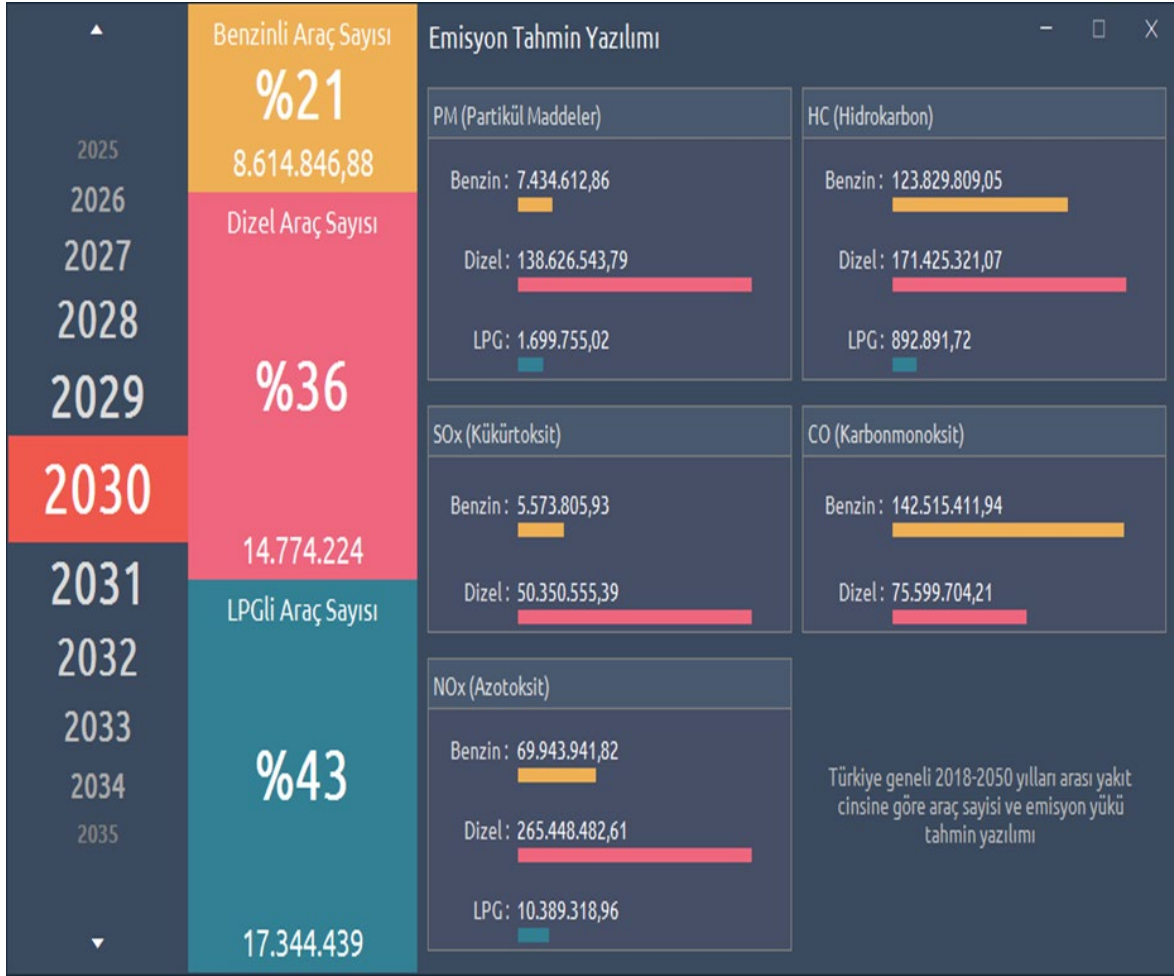 2025
2026
2027
2028
2029
2030
2031
2032
2033
2034
2035
Benzinli Araç Sayısı
%21
8.614.846,88
Dizel Araç Sayısı
%36
14.774.224
LPGli Araç Sayısı
%43
17.344.439
Emisyon Tahmin Yazılımı
PM (Partikül Maddeler)
Benzin : 7.434.612,86
Dizel : 138.626.543,79
LPG : 1.699.755,02
HC (Hidrokarbon)
Benzin : 123.829.809,05
Dizel : 171.425.321,07
LPG : 892.891,72
SOx (Kükürtoksit)
Benzin : 5.573.805,93
Dizel : 50.350.555,39
CO (Karbonmonoksit)
Benzin : 142.515.411,94
Dizel : 75.599.704,21
NOx (Azotoksit)
Benzin : 69.943.941,82
Dizel : 265.448.482,61
LPG : 10.389.318,96
Türkiye geneli 2018-2050 yılları arası yakıt
cinsine göre araç sayisi ve emisyon yükü
tahmin yazılımı